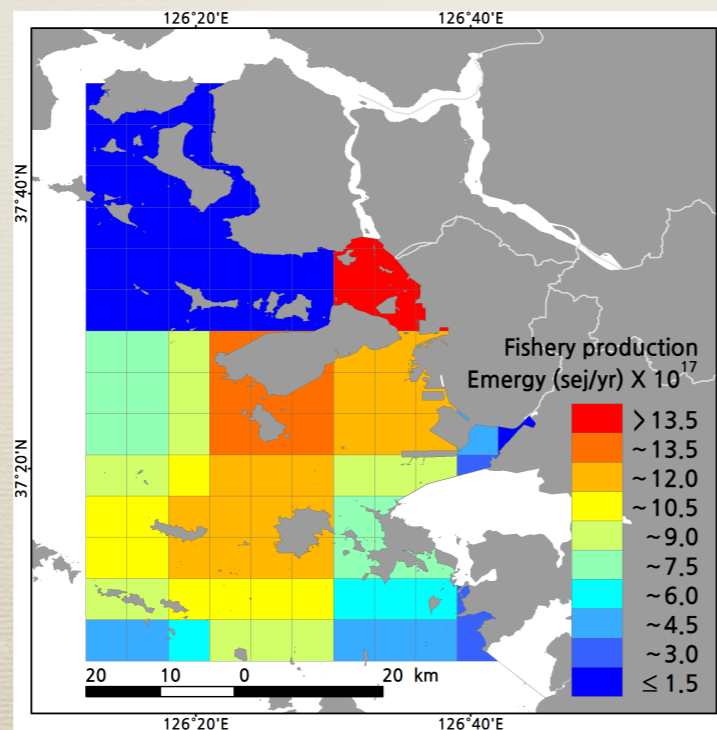 126°20'E 126°40'E
37°40'N
37°20'N
Fishery production
Emergy (sej/yr) X 10¹⁷
>13.5
~13.5
~12.0
~10.5
~9.0
~7.5
~6.0
~4.5
~3.0
≤ 1.5
20 10 0 20 km
126°20'E 126°40'E